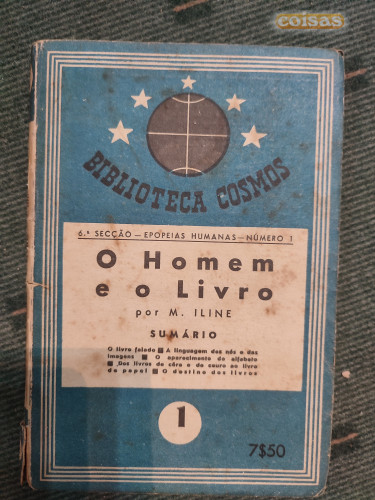 coisas
BIBLIOTECA COSMOS
6.ª SECÇÃO — EPOPEIAS HUMANAS — NÚMERO 1
O Homem
e o Livro
por M. ILINE
SUMÁRIO
O livro falado ■ A linguagem dos nós e das
imagens ■ O aparecimento do alfabeto
■ Dos livros de cêra e de couro ao livro
de papel ■ O destino dos livros
1
7$50